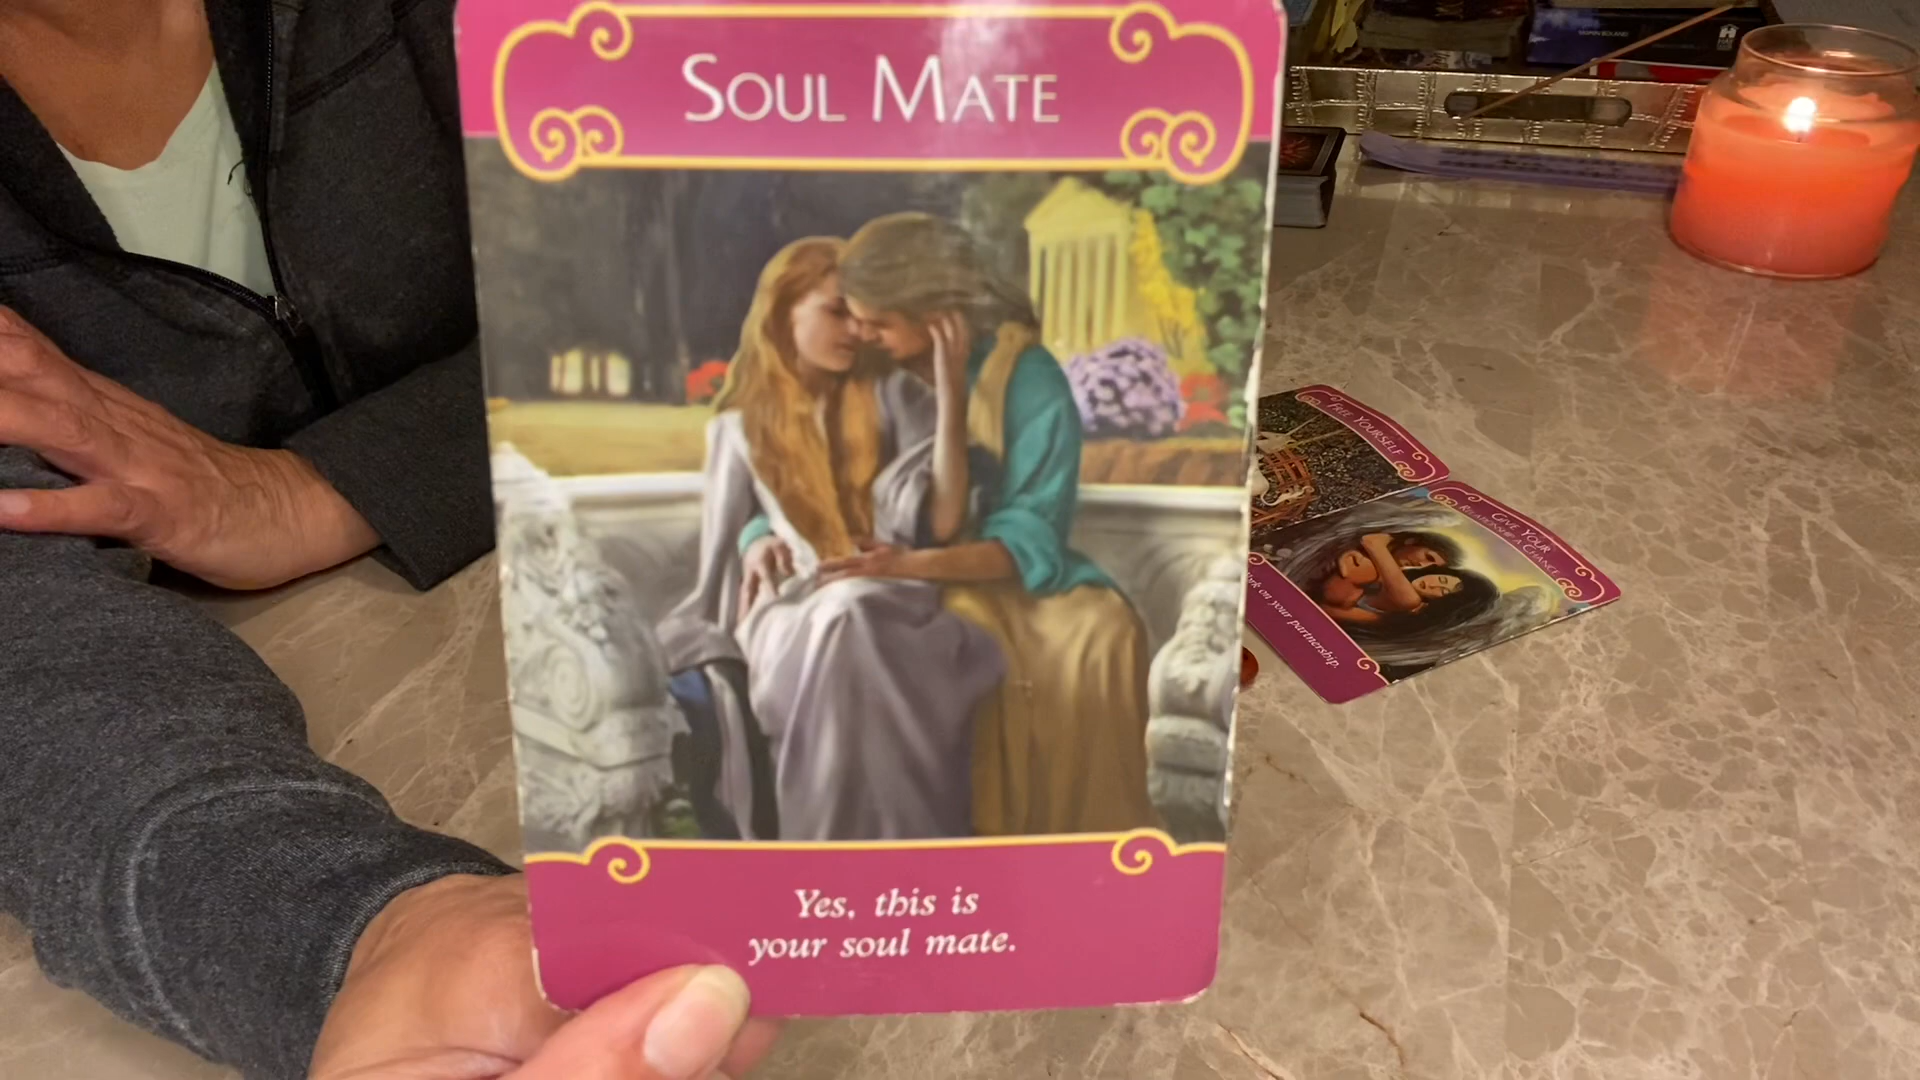 SOUL MATE
Yes, this is
your soul mate.
FREE YOURSELF
GIVE YOUR
RELATIONSHIP A CHANCE
on your partnership.